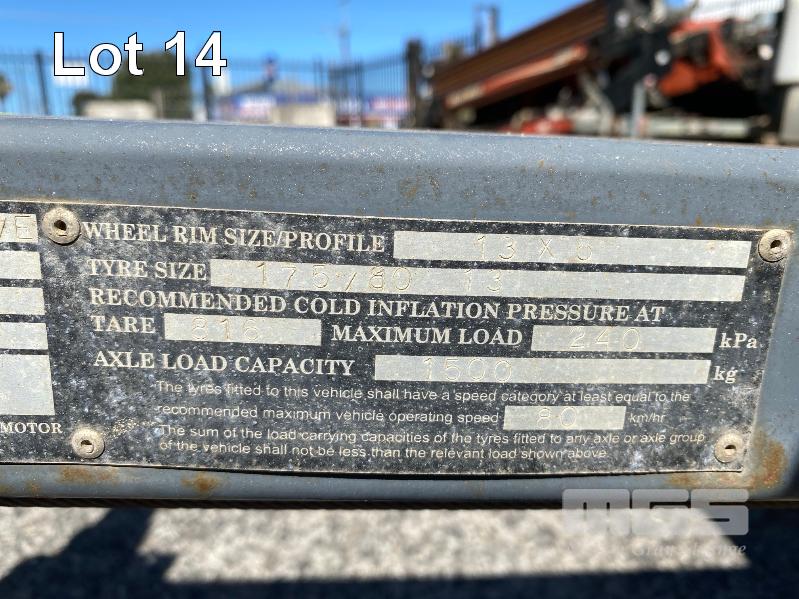 Lot 14
VE
WHEEL RIM SIZE/PROFILE 13 X 5
TYRE SIZE 175/80 13
RECOMMENDED COLD INFLATION PRESSURE AT
TARE 816 MAXIMUM LOAD 240 kPa
AXLE LOAD CAPACITY 1500 kg
The tyres fitted to this vehicle shall have a speed category at least equal to the
recommended maximum vehicle operating speed 80 km/hr
MOTOR
The sum of the load carrying capacities of the tyres fitted to any axle or axle group
of the vehicle shall not be less than the relevant load shown above.
MGS